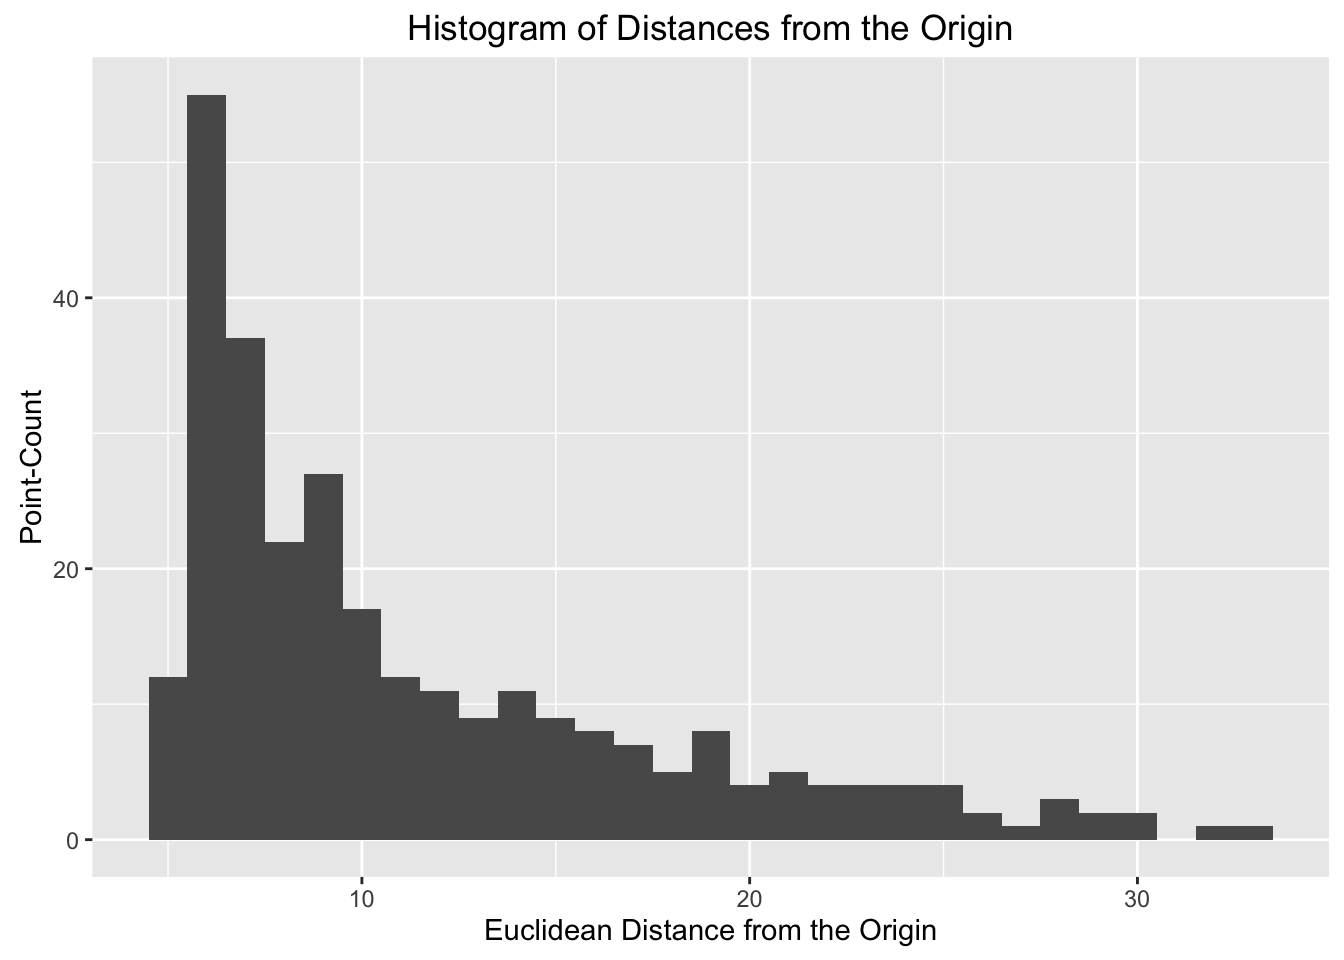 Histogram of Distances from the Origin
Point-Count
40
20
0
10 20 30
Euclidean Distance from the Origin